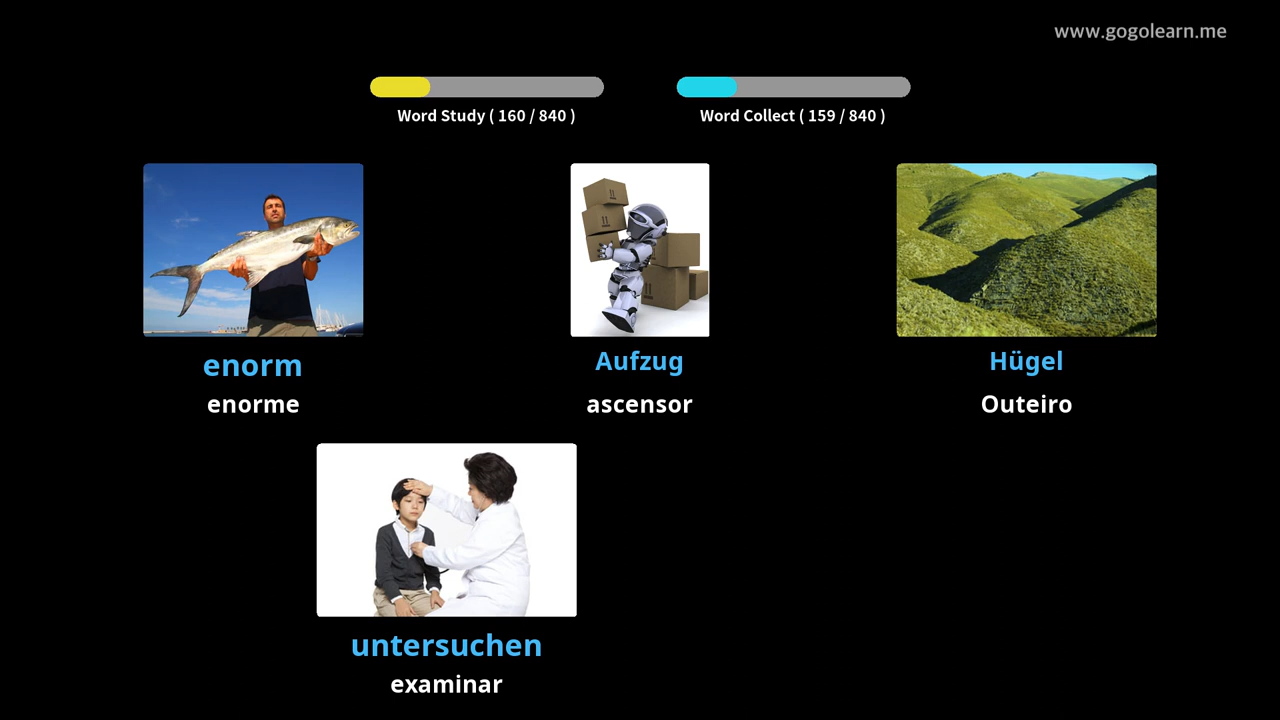 www.gogolearn.me
Word Study ( 160 / 840 )
Word Collect ( 159 / 840 )
enorm
enorme
Aufzug
ascensor
Hügel
Outeiro
untersuchen
examinar